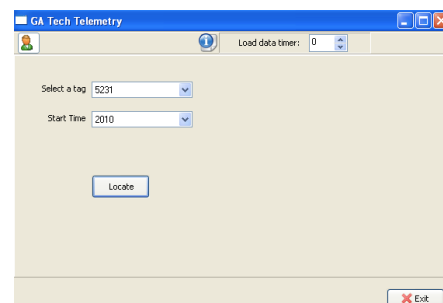 GA Tech Telemetry
Load data timer: 0
Select a tag 5231
Start Time 2010
Locate
Exit